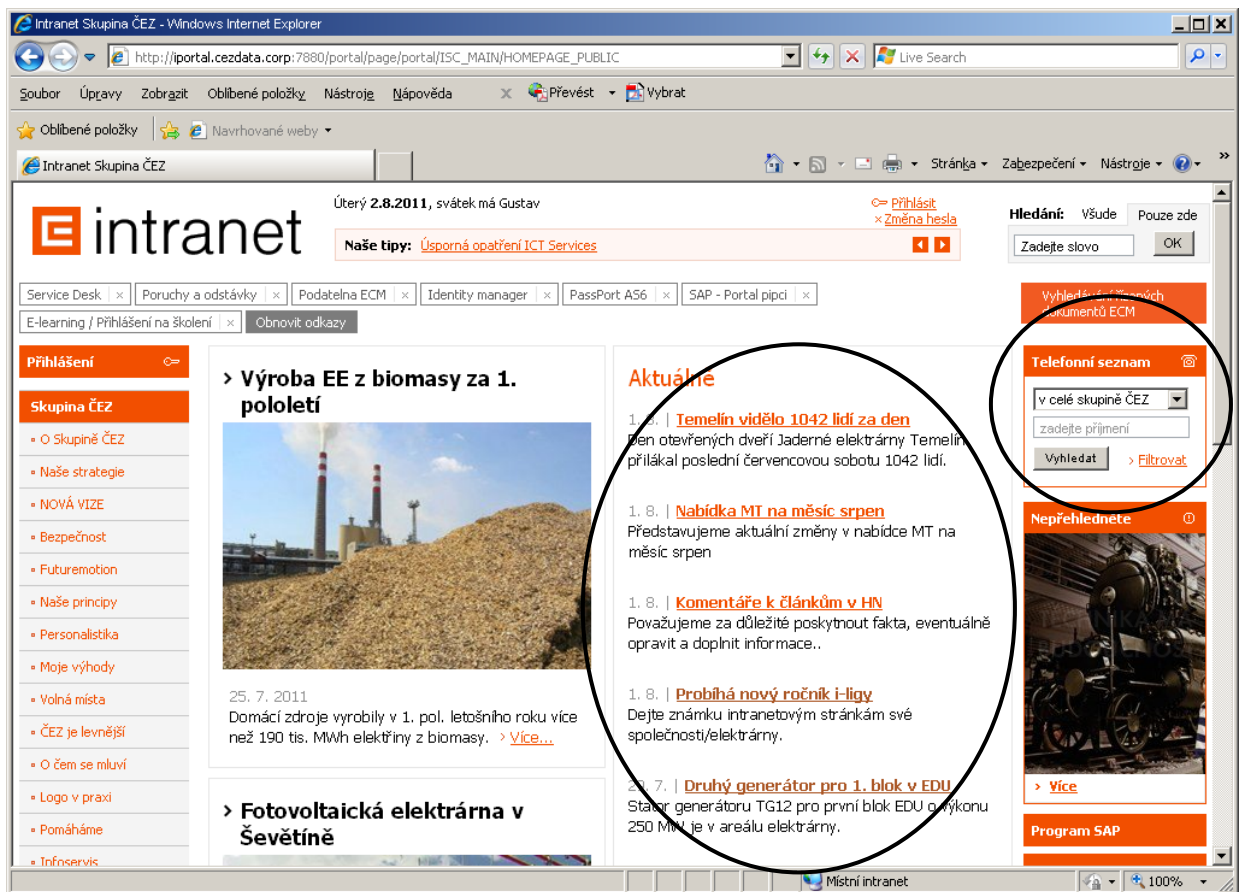 Intranet Skupina ČEZ - Windows Internet Explorer
http://iportal.cezdata.corp:7880/portal/page/portal/ISC_MAIN/HOMEPAGE_PUBLIC
Live Search
Soubor Úpravy Zobrazit Oblíbené položky Nástroje Nápověda x Převést Vybrat
Oblíbené položky Navrhované weby
Intranet Skupina ČEZ
Stránka Zabezpečení Nástroje »
intranet
Úterý 2.8.2011, svátek má Gustav
Přihlásit
× Změna hesla
Naše tipy: Úsporná opatření ICT Services
Hledání: Všude Pouze zde
Zadejte slovo OK
Service Desk × Poruchy a odstávky × Podatelna ECM × Identity manager × PassPort AS6 × SAP - Portal pipci ×
E-learning / Přihlášení na školení × Obnovit odkazy
Vyhledávání řízených
dokumentů ECM
Přihlášení
Skupina ČEZ
O Skupině ČEZ
Naše strategie
NOVÁ VIZE
Bezpečnost
Futuremotion
Naše principy
Personalistika
Moje výhody
Volná místa
ČEZ je levnější
O čem se mluví
Logo v praxi
Pomáháme
Infoservis
› Výroba EE z biomasy za 1.
pololetí
25. 7. 2011
Domácí zdroje vyrobily v 1. pol. letošního roku více
než 190 tis. MWh elektřiny z biomasy. › Více...
› Fotovoltaická elektrárna v
Ševětíně
Aktuálně
1. 8. | Temelín vidělo 1042 lidí za den
Den otevřených dveří Jaderné elektrárny Temelín
přilákal poslední červencovou sobotu 1042 lidí.
1. 8. | Nabídka MT na měsíc srpen
Představujeme aktuální změny v nabídce MT na
měsíc srpen
1. 8. | Komentáře k článkům v HN
Považujeme za důležité poskytnout fakta, eventuálně
opravit a doplnit informace..
1. 8. | Probíhá nový ročník i-ligy
Dejte známku intranetovým stránkám své
společnosti/elektrárny.
7. | Druhý generátor pro 1. blok v EDU
Stator generátoru TG12 pro první blok EDU o výkonu
250 MW je v areálu elektrárny.
Telefonní seznam
v celé skupině ČEZ
zadejte příjmení
Vyhledat › Filtrovat
Nepřehlédněte
› Více
Program SAP
Místní intranet
100%